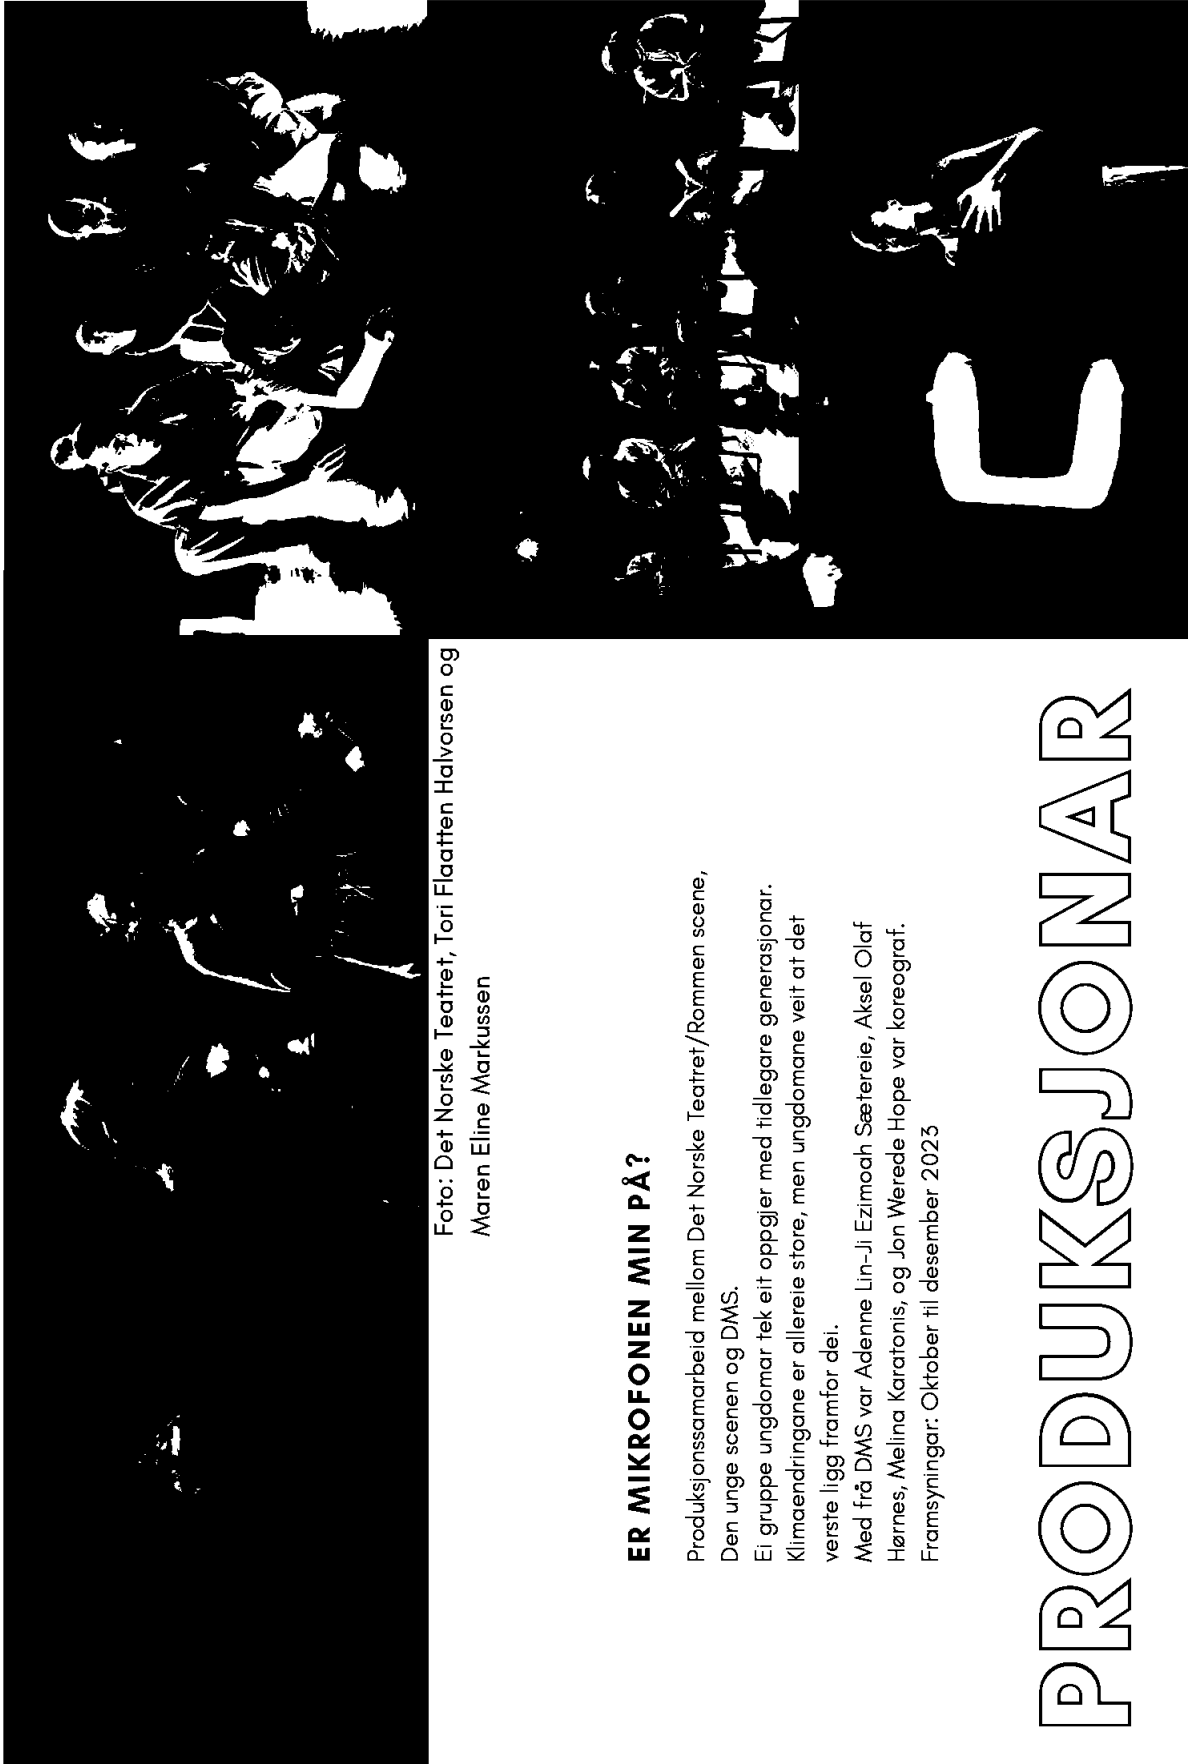 Foto: Det Norske Teatret, Tori Flaatten Halvorsen og
Maren Eline Markussen
ER MIKROFONEN MIN PÅ?
Produksjonssamarbeid mellom Det Norske Teatret/Rommen scene,
Den unge scenen og DMS.
Ei gruppe ungdomar tek eit oppgjer med tidlegare generasjonar.
Klimaendringane er allereie store, men ungdomane veit at det
verste ligg framfor dei.
Med frå DMS var Adenne Lin-Ji Ezimoah Sætereie, Aksel Olaf
Hørnes, Melina Karatonis, og Jon Werede Hope var koreograf.
Framsyningar: Oktober til desember 2023
PRODUKSJONAR